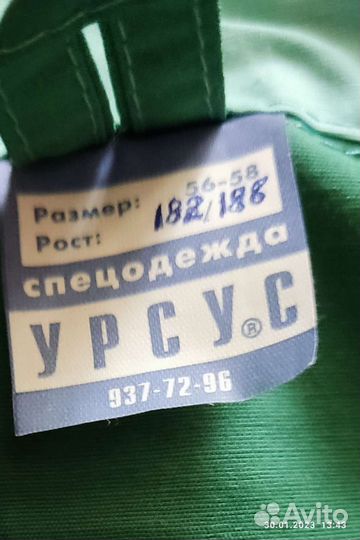 Размер: 56-58
Рост: 182/188
спецодежда
УРСУС®
937-72-96
30.01.2023 13:43
Avito